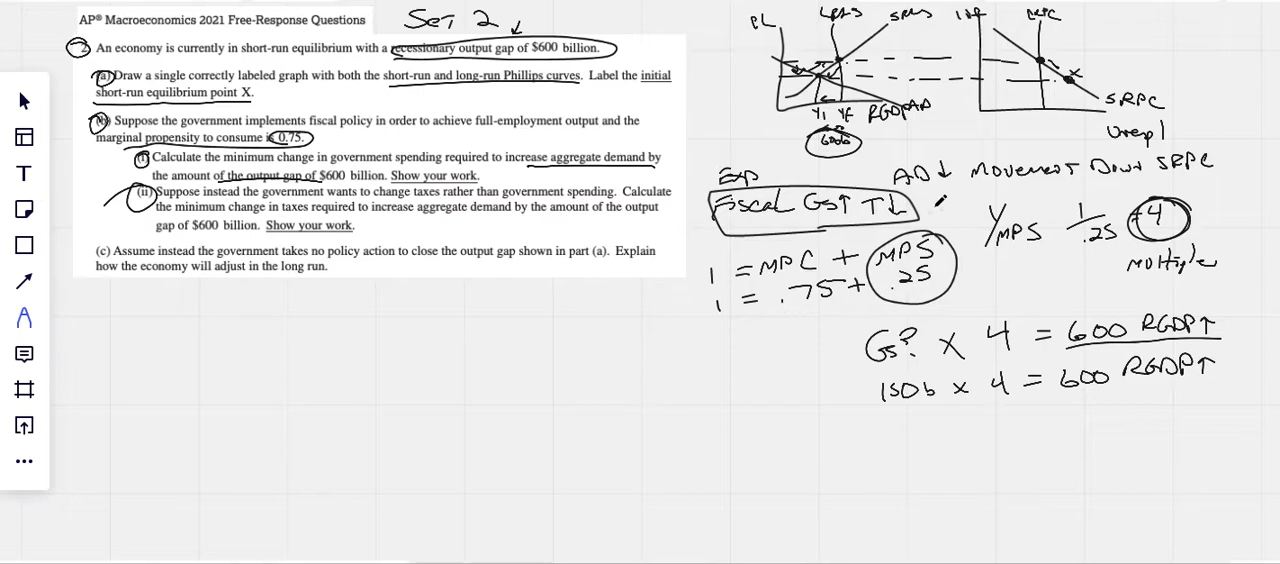 AP® Macroeconomics 2021 Free-Response Questions
SET 2
2. An economy is currently in short-run equilibrium with a recessionary output gap of $600 billion.
(a) Draw a single correctly labeled graph with both the short-run and long-run Phillips curves. Label the initial
short-run equilibrium point X.
(b) Suppose the government implements fiscal policy in order to achieve full-employment output and the
marginal propensity to consume is 0.75.
(i) Calculate the minimum change in government spending required to increase aggregate demand by
the amount of the output gap of $600 billion. Show your work.
(ii) Suppose instead the government wants to change taxes rather than government spending. Calculate
the minimum change in taxes required to increase aggregate demand by the amount of the output
gap of $600 billion. Show your work.
(c) Assume instead the government takes no policy action to close the output gap shown in part (a). Explain
how the economy will adjust in the long run.
PL LRAS SRAS
Y1 Yf RGDP AD
600b
Inf LRPC
X
SRPC
Unempl
AD↓ MOVEMENT DOWN SRPC
Exp
Fiscal GS↑ T↓
1/MPS 1/.25 = 4
Multiplier
1 = MPC + MPS
1 = .75 + .25
GS? x 4 = 600 RGDP↑
150b x 4 = 600 RGDP↑
T
A